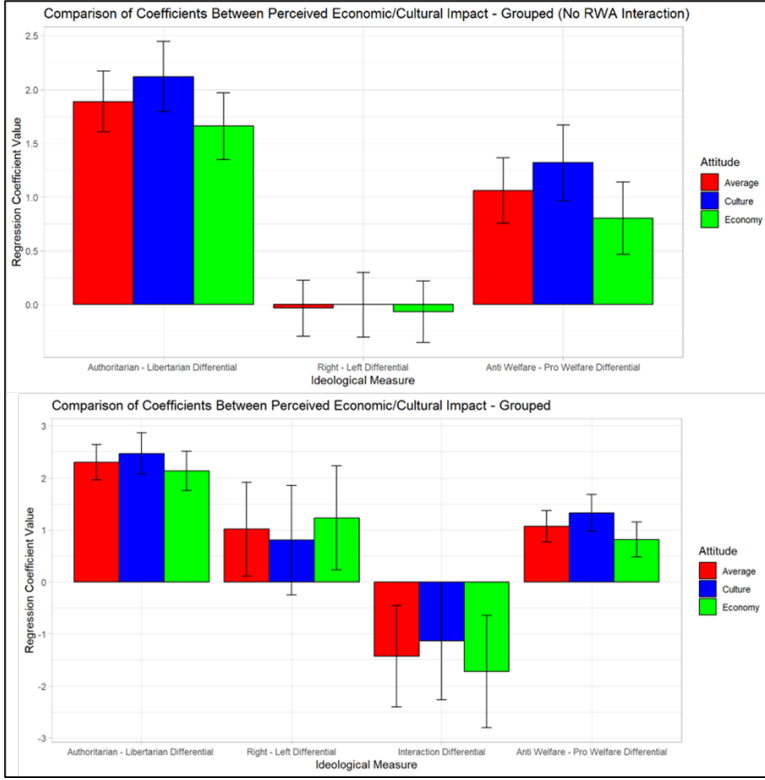 Comparison of Coefficients Between Perceived Economic/Cultural Impact - Grouped (No RWA Interaction)
2.5
2.0
1.5
1.0
0.5
0.0
Regression Coefficient Value
Attitude
Average
Culture
Economy
Authoritarian - Libertarian Differential
Right - Left Differential
Anti Welfare - Pro Welfare Differential
Ideological Measure
Comparison of Coefficients Between Perceived Economic/Cultural Impact - Grouped
3
2
1
0
-1
-2
-3
Regression Coefficient Value
Attitude
Average
Culture
Economy
Authoritarian - Libertarian Differential
Right - Left Differential
Interaction Differential
Anti Welfare - Pro Welfare Differential
Ideological Measure